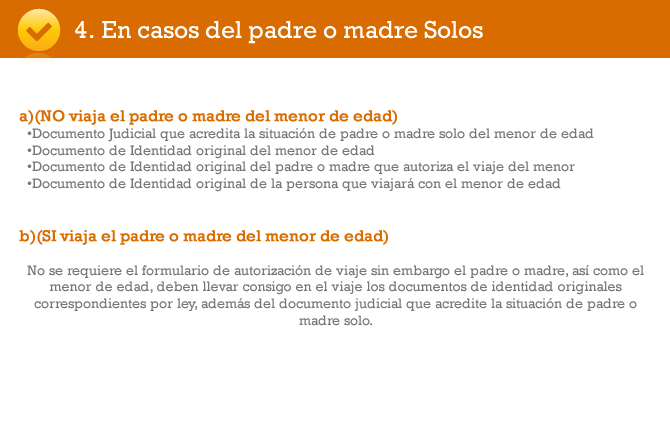 4. En casos del padre o madre Solos
a)(NO viaja el padre o madre del menor de edad)
•Documento Judicial que acredita la situación de padre o madre solo del menor de edad
•Documento de Identidad original del menor de edad
•Documento de Identidad original del padre o madre que autoriza el viaje del menor
•Documento de Identidad original de la persona que viajará con el menor de edad
b)(SI viaja el padre o madre del menor de edad)
No se requiere el formulario de autorización de viaje sin embargo el padre o madre, así como el
menor de edad, deben llevar consigo en el viaje los documentos de identidad originales
correspondientes por ley, además del documento judicial que acredite la situación de padre o
madre solo.